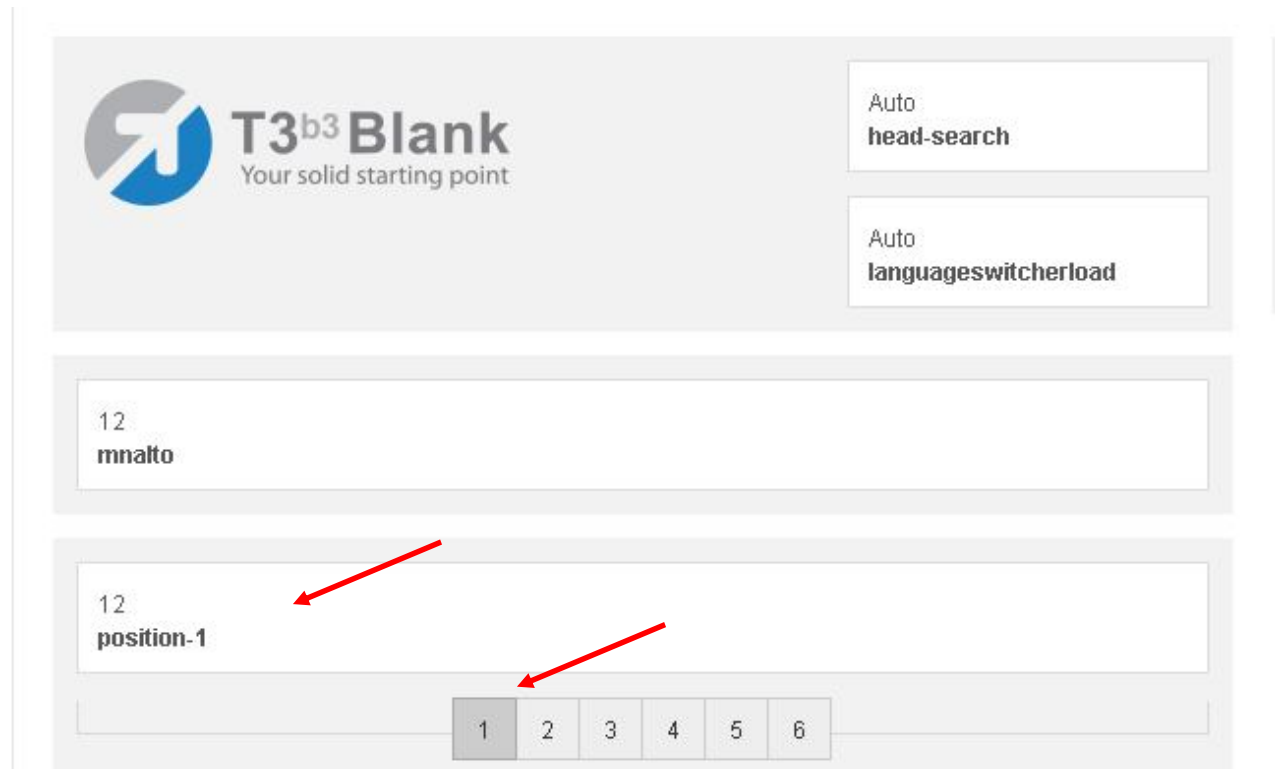 T3b3 Blank
Your solid starting point
Auto
head-search
Auto
languageswitcherload
12
mnalto
12
position-1
1 2 3 4 5 6